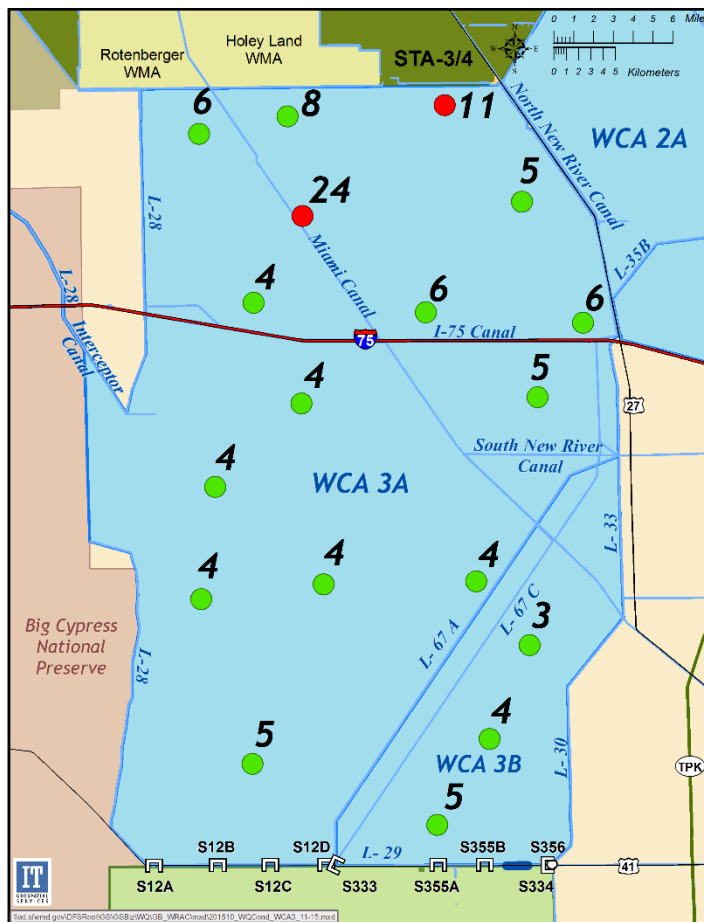 0 1 2 3 4 5 6
Miles
0 1 2 3 4 5
Kilometers
N
W E
S
Rotenberger
WMA
Holey Land
WMA
STA-3/4
North New River Canal
WCA 2A
6
8
11
5
24
L-28
Miami Canal
L-35B
L-28
Interceptor
Canal
4
6
6
I-75 Canal
75
4
5
27
South New River
Canal
4
WCA 3A
L-33
4
4
4
L-67 A
L-67 C
3
Big Cypress
National
Preserve
L-28
4
5
WCA 3B
L-30
TPK
5
S12B
S12D
L-29
S355B
S356
41
S12A
S12C
S333
S355A
S334
IT
GEOSPATIAL
SERVICES